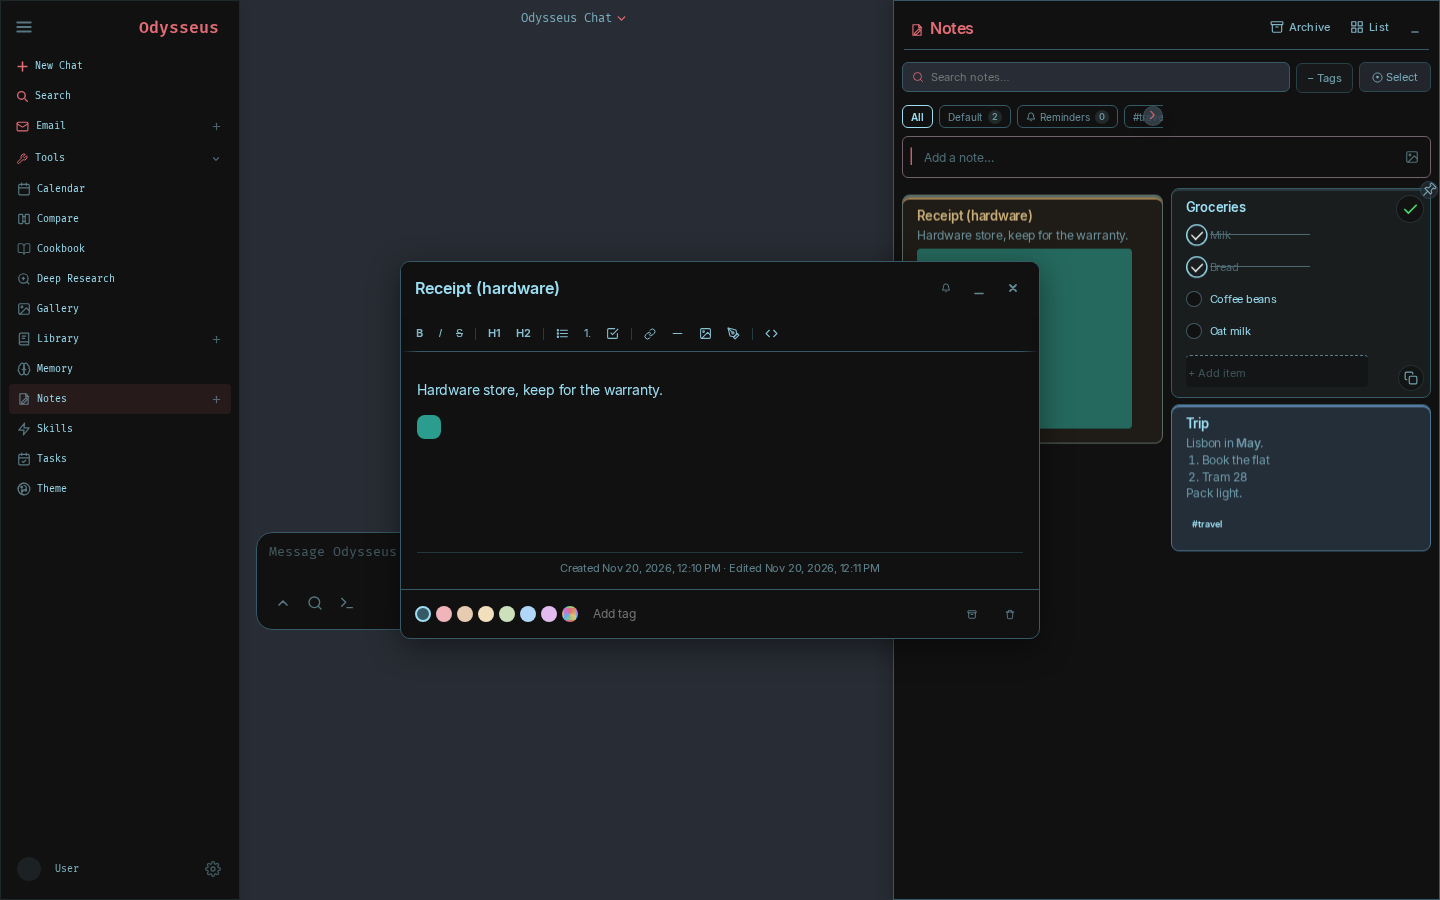 Odysseus
New Chat
Search
Email
Tools
Calendar
Compare
Cookbook
Deep Research
Gallery
Library
Memory
Notes
Skills
Tasks
Theme
User
Odysseus Chat
Message Odysseus
Notes
Archive
List
Search notes...
− Tags
Select
All
Default 2
Reminders 0
Add a note...
Receipt (hardware)
Hardware store, keep for the warranty.
Groceries
Milk
Bread
Coffee beans
Oat milk
+ Add item
Trip
Lisbon in May.
1. Book the flat
2. Tram 28
Pack light.
#travel
Receipt (hardware)
B I S H1 H2 1.
Hardware store, keep for the warranty.
Created Nov 20, 2026, 12:10 PM · Edited Nov 20, 2026, 12:11 PM
Add tag